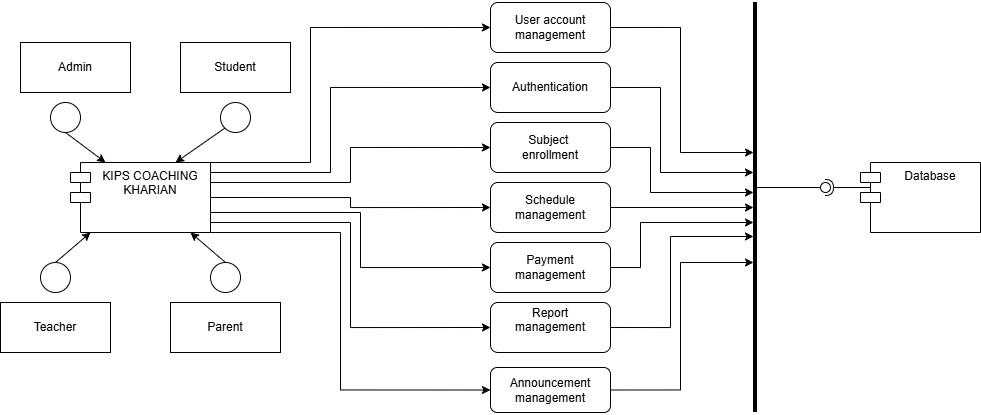 User account
management
Admin
Student
Authentication
Subject
enrollment
KIPS COACHING
KHARIAN
Database
Schedule
management
Payment
management
Teacher
Parent
Report
management
Announcement
management